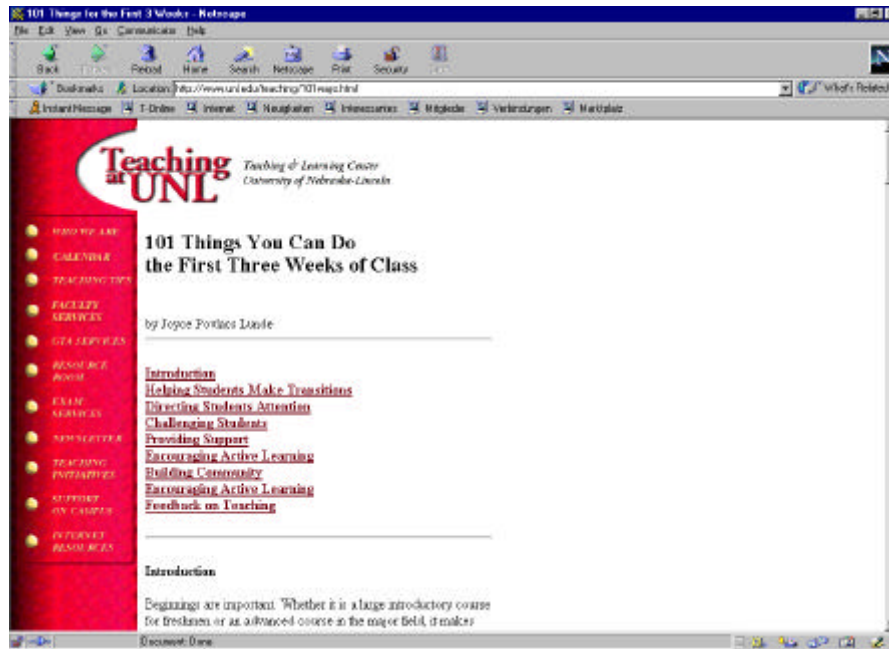 101 Things for the First 3 Weeks - Netscape
File Edit View Go Communicator Help
Back Reload Home Search Netscape Print Security
Bookmarks Location: http://www.unl.edu/teaching/101ways.html What's Related
Instant Message T-Online Internet Neuigkeiten Interessantes Mitglieder Verbindungen Marktplatz
Teaching
at UNL
Teaching & Learning Center
University of Nebraska-Lincoln
WHO WE ARE
CALENDAR
TEACHING TIPS
FACULTY
SERVICES
GTA SERVICES
RESOURCE
ROOM
EXAM
SERVICES
NEWSLETTER
TEACHING
INITIATIVES
SUPPORT
ON CAMPUS
INTERNET
RESOURCES
101 Things You Can Do
the First Three Weeks of Class
by Joyce Povlacs Lunde
Introduction
Helping Students Make Transitions
Directing Students Attention
Challenging Students
Providing Support
Encouraging Active Learning
Building Community
Encouraging Active Learning
Feedback on Teaching
Introduction
Beginnings are important. Whether it is a large introductory course
for freshmen or an advanced course in the major field, it makes
Document: Done